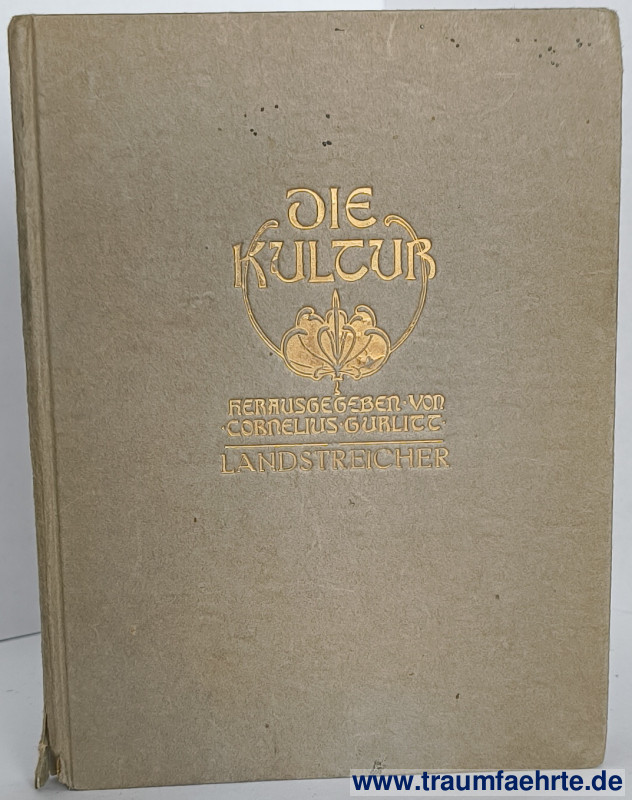 DIE
KULTUR
HERAUSGEGEBEN·VON
·CORNELIUS·GURLITT·
LANDSTREICHER
www.traumfaehrte.de